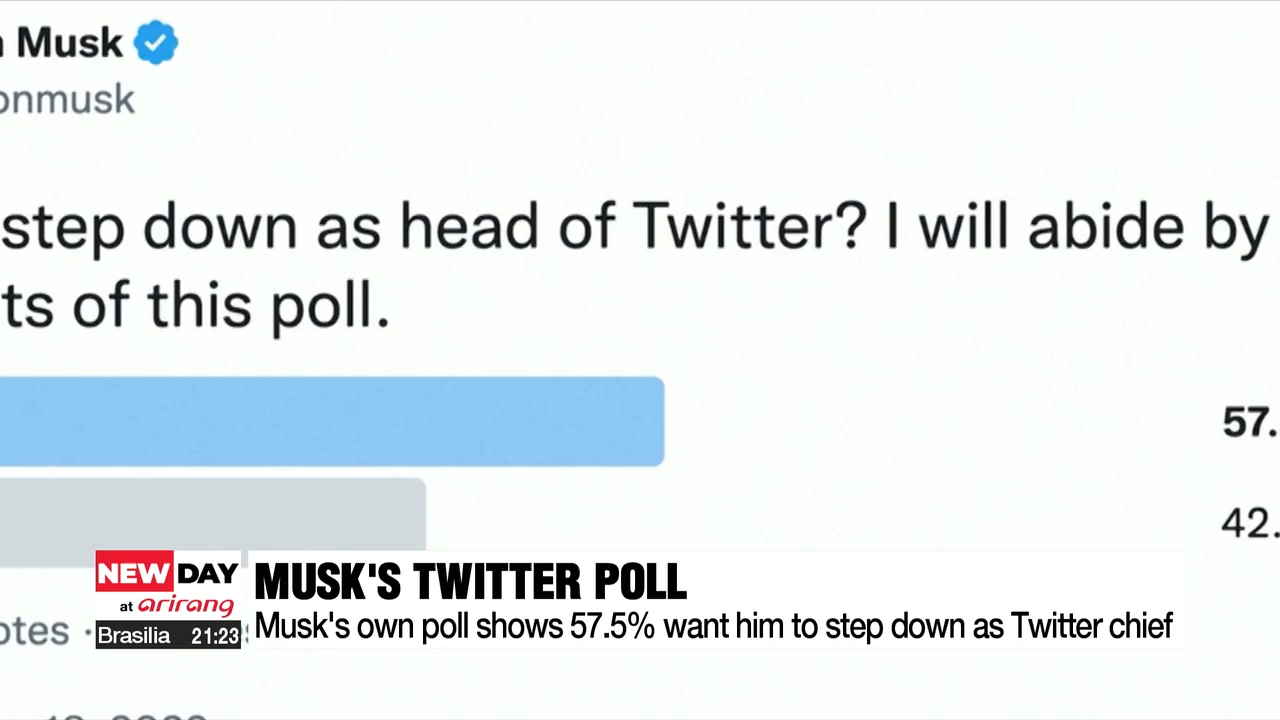 Musk
onmusk
step down as head of Twitter? I will abide by
ts of this poll.
57.
42.
NEW DAY
at arirang
Brasilia 21:23
MUSK'S TWITTER POLL
Musk's own poll shows 57.5% want him to step down as Twitter chief
otes ·